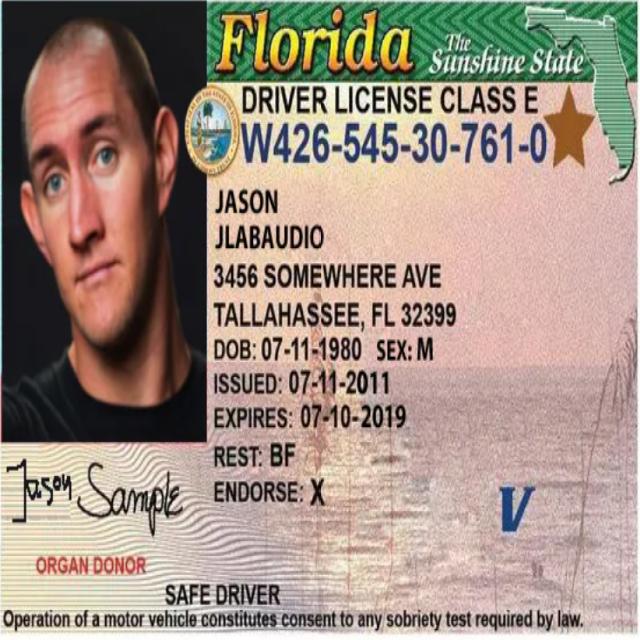 Florida The Sunshine State
DRIVER LICENSE CLASS E
W426-545-30-761-0
JASON
JLABAUDIO
3456 SOMEWHERE AVE
TALLAHASSEE, FL 32399
DOB: 07-11-1980 SEX: M
ISSUED: 07-11-2011
EXPIRES: 07-10-2019
REST: BF
ENDORSE: X
V
Jason Sample
ORGAN DONOR
SAFE DRIVER
Operation of a motor vehicle constitutes consent to any sobriety test required by law.